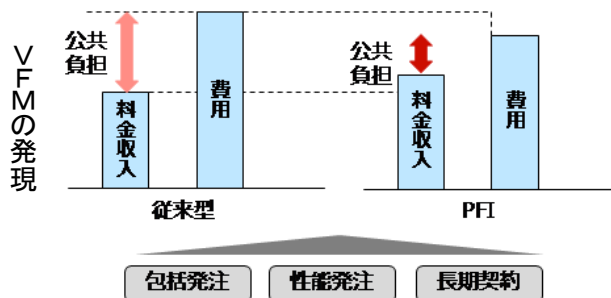 VFMの発現
公共
負担
料金収入
費用
従来型
公共
負担
料金収入
費用
PFI
包括発注
性能発注
長期契約